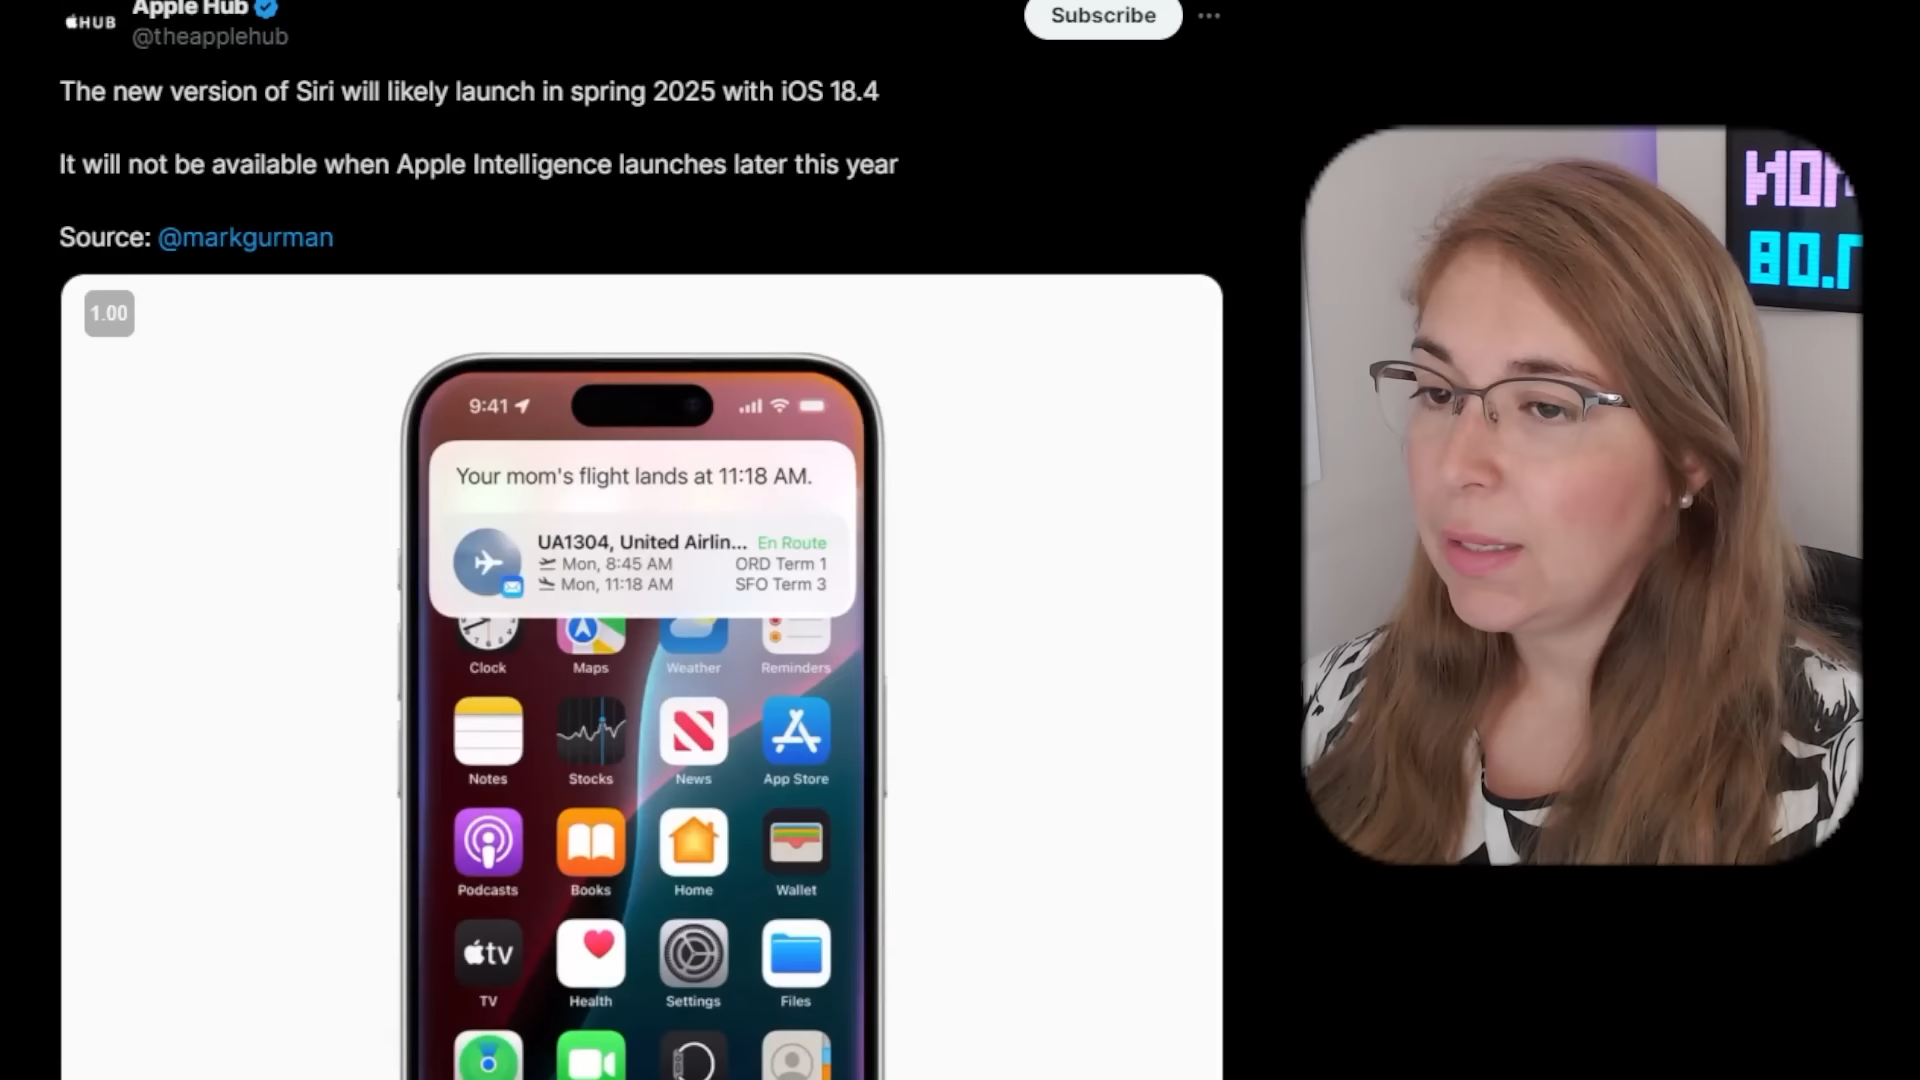 HUB
Apple Hub
@theapplehub
Subscribe
The new version of Siri will likely launch in spring 2025 with iOS 18.4
It will not be available when Apple Intelligence launches later this year
Source: @markgurman
1.00
9:41
Your mom's flight lands at 11:18 AM.
UA1304, United Airlin... En Route
Mon, 8:45 AM ORD Term 1
Mon, 11:18 AM SFO Term 3
Clock Maps Weather Reminders
Notes Stocks News App Store
Podcasts Books Home Wallet
tv
TV Health Settings Files